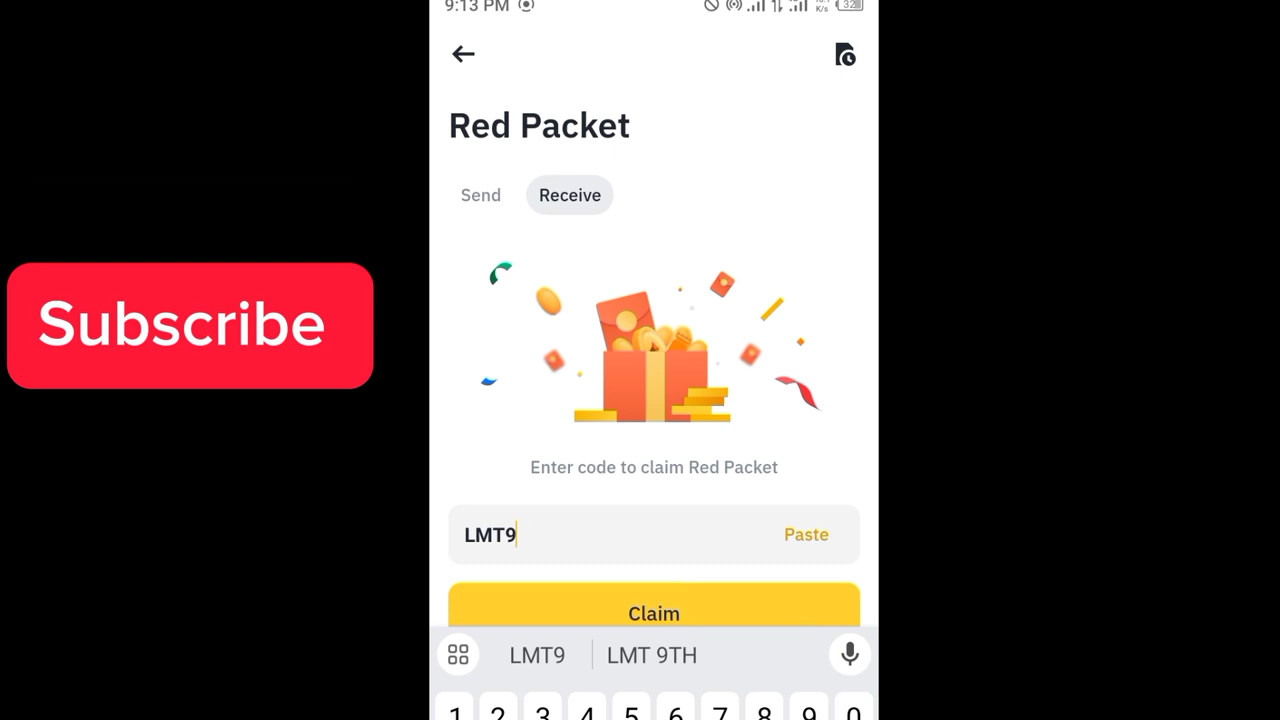 9:13 PM
K/s 32
Red Packet
Send Receive
Subscribe
Enter code to claim Red Packet
LMT9 Paste
Claim
LMT9 LMT 9TH
1 2 3 4 5 6 7 8 9 0